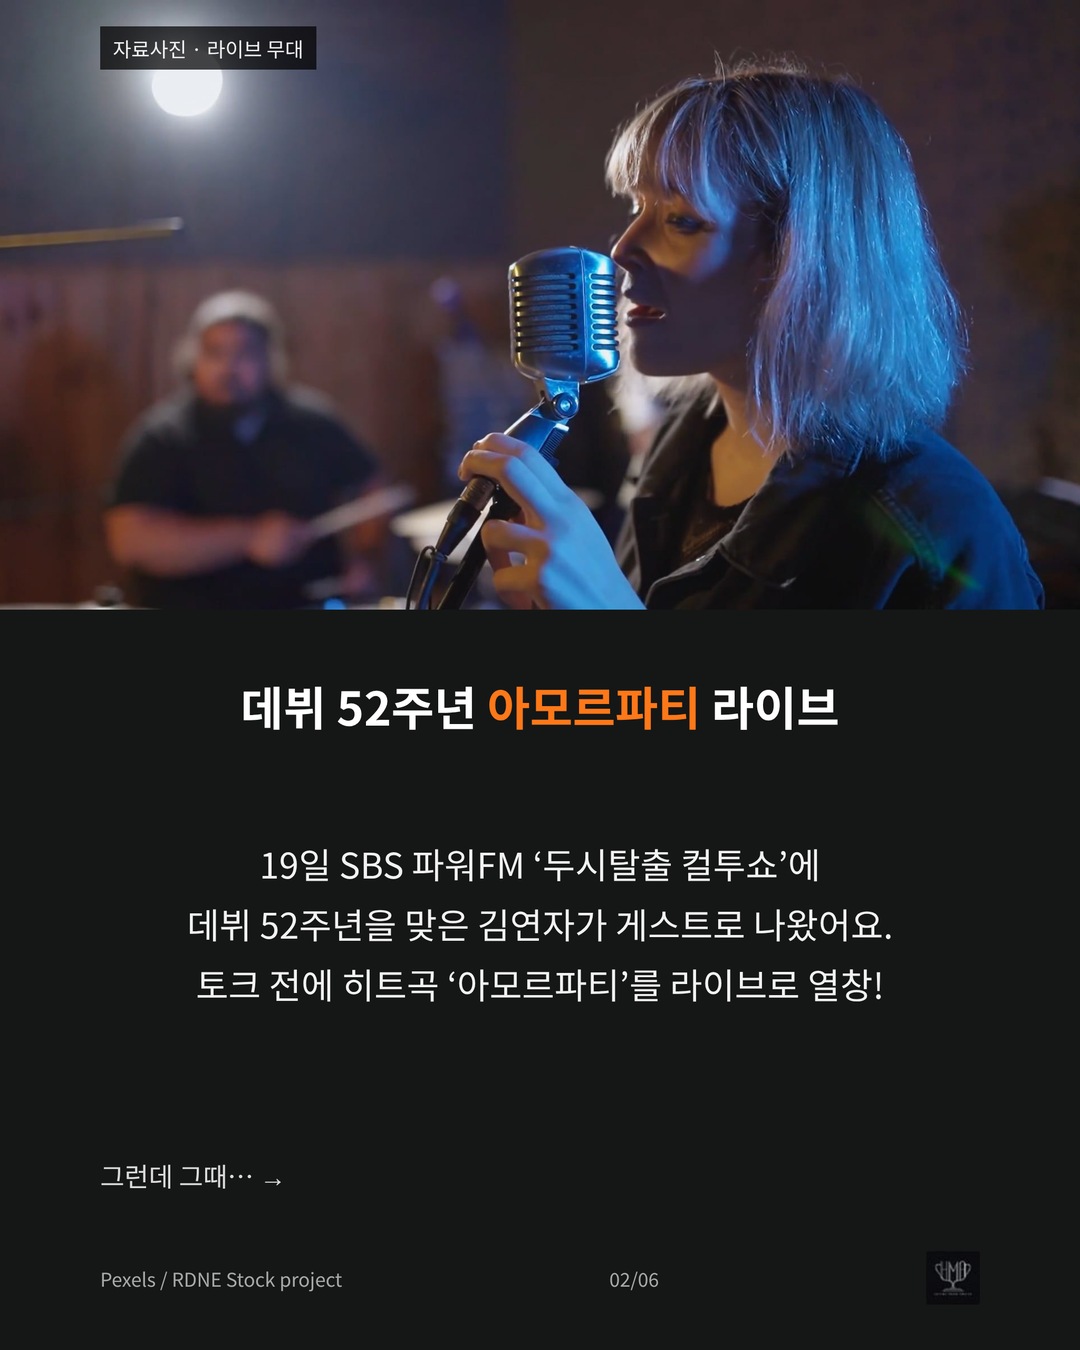 자료사진 · 라이브 무대
데뷔 52주년 아모르파티 라이브
19일 SBS 파워FM ‘두시탈출 컬투쇼’에
데뷔 52주년을 맞은 김연자가 게스트로 나왔어요.
토크 전에 히트곡 ‘아모르파티’를 라이브로 열창!
그런데 그때… →
Pexels / RDNE Stock project
02/06